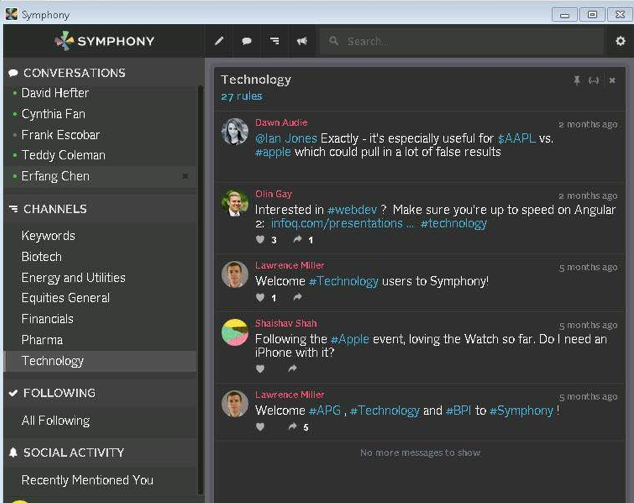 Symphony
SYMPHONY
Search...
CONVERSATIONS
David Hefter
Cynthia Fan
Frank Escobar
Teddy Coleman
Erfang Chen
CHANNELS
Keywords
Biotech
Energy and Utilities
Equities General
Financials
Pharma
Technology
FOLLOWING
All Following
SOCIAL ACTIVITY
Recently Mentioned You
Technology
27 rules
Dawn Audie
2 months ago
@Ian Jones Exactly - it's especially useful for $AAPL vs.
#apple which could pull in a lot of false results
Olin Gay
2 months ago
Interested in #webdev ? Make sure you're up to speed on Angular
2: infoq.com/presentations ... #technology
3 1
Lawrence Miller
5 months ago
Welcome #Technology users to Symphony!
1
Shaishav Shah
5 months ago
Following the #Apple event, loving the Watch so far. Do I need an
iPhone with it?
Lawrence Miller
5 months ago
Welcome #APG , #Technology and #BPI to #Symphony !
5
No more messages to show